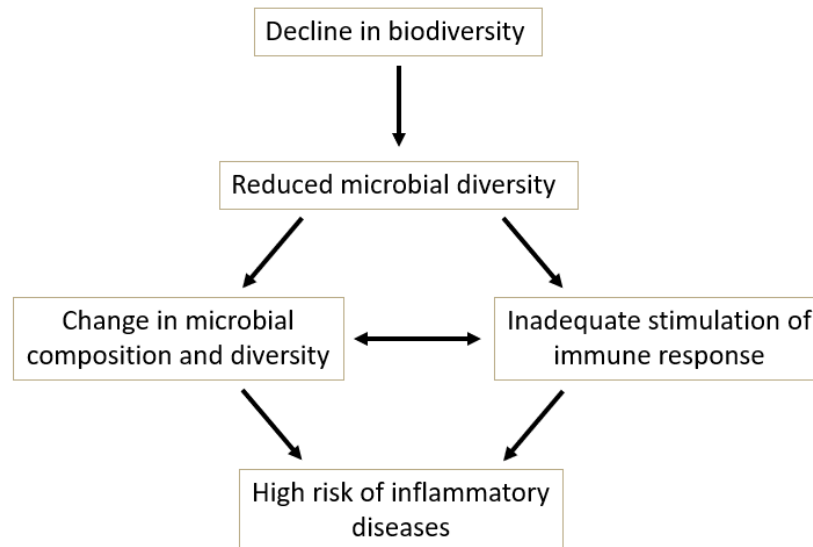 Decline in biodiversity
Reduced microbial diversity
Change in microbial
composition and diversity
Inadequate stimulation of
immune response
High risk of inflammatory
diseases